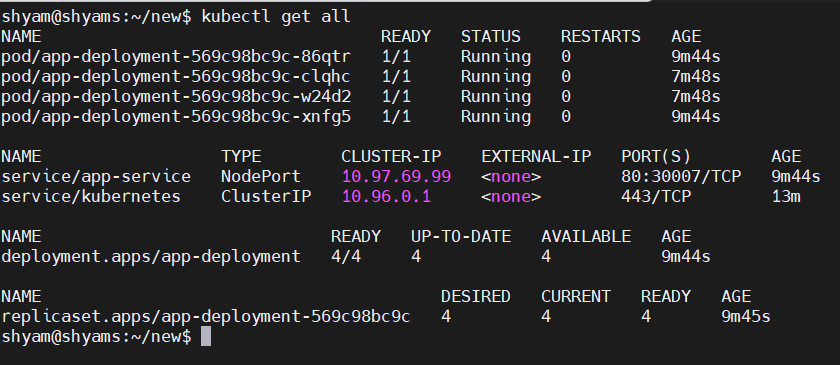 shyam@shyams:~/new$ kubectl get all
NAME READY STATUS RESTARTS AGE
pod/app-deployment-569c98bc9c-86qtr 1/1 Running 0 9m44s
pod/app-deployment-569c98bc9c-clqhc 1/1 Running 0 7m48s
pod/app-deployment-569c98bc9c-w24d2 1/1 Running 0 7m48s
pod/app-deployment-569c98bc9c-xnfg5 1/1 Running 0 9m44s
NAME TYPE CLUSTER-IP EXTERNAL-IP PORT(S) AGE
service/app-service NodePort 10.97.69.99 <none> 80:30007/TCP 9m44s
service/kubernetes ClusterIP 10.96.0.1 <none> 443/TCP 13m
NAME READY UP-TO-DATE AVAILABLE AGE
deployment.apps/app-deployment 4/4 4 4 9m44s
NAME DESIRED CURRENT READY AGE
replicaset.apps/app-deployment-569c98bc9c 4 4 4 9m45s
shyam@shyams:~/new$